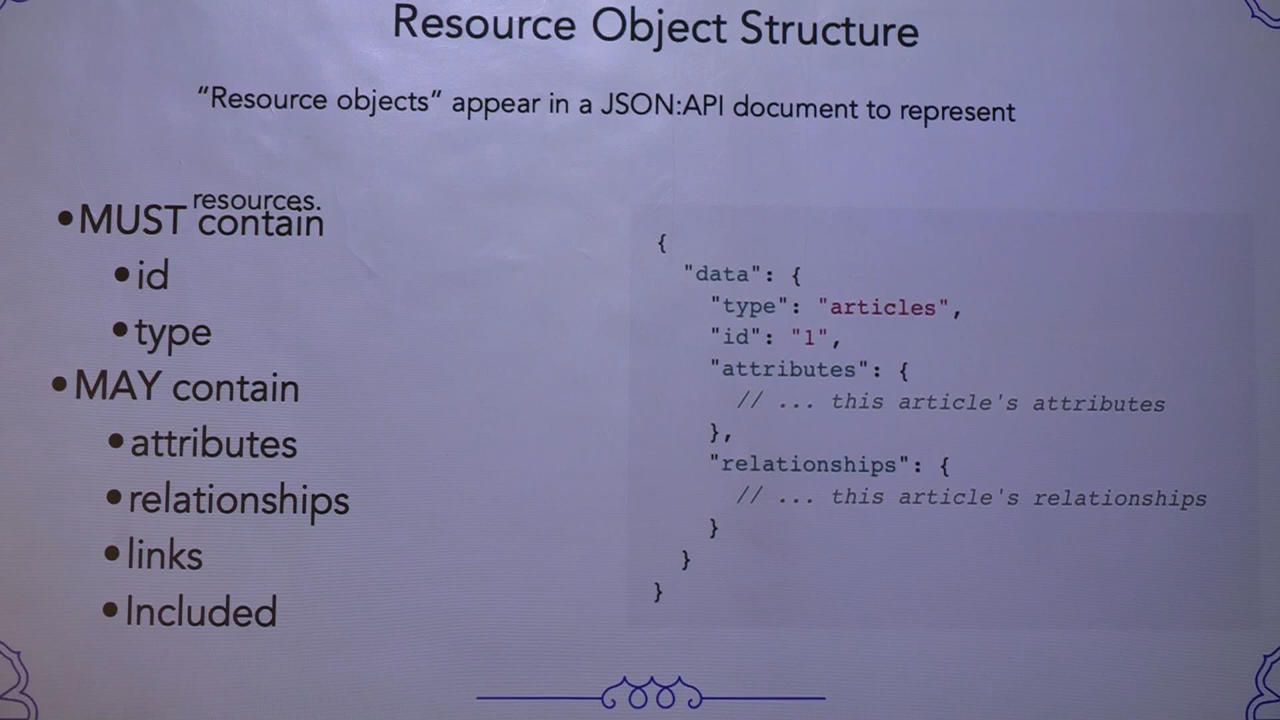 Resource Object Structure
“Resource objects” appear in a JSON:API document to represent
resources.
•MUST contain
•id
•type
•MAY contain
•attributes
•relationships
•links
•Included
{
"data": {
"type": "articles",
"id": "1",
"attributes": {
// ... this article's attributes
},
"relationships": {
// ... this article's relationships
}
}
}